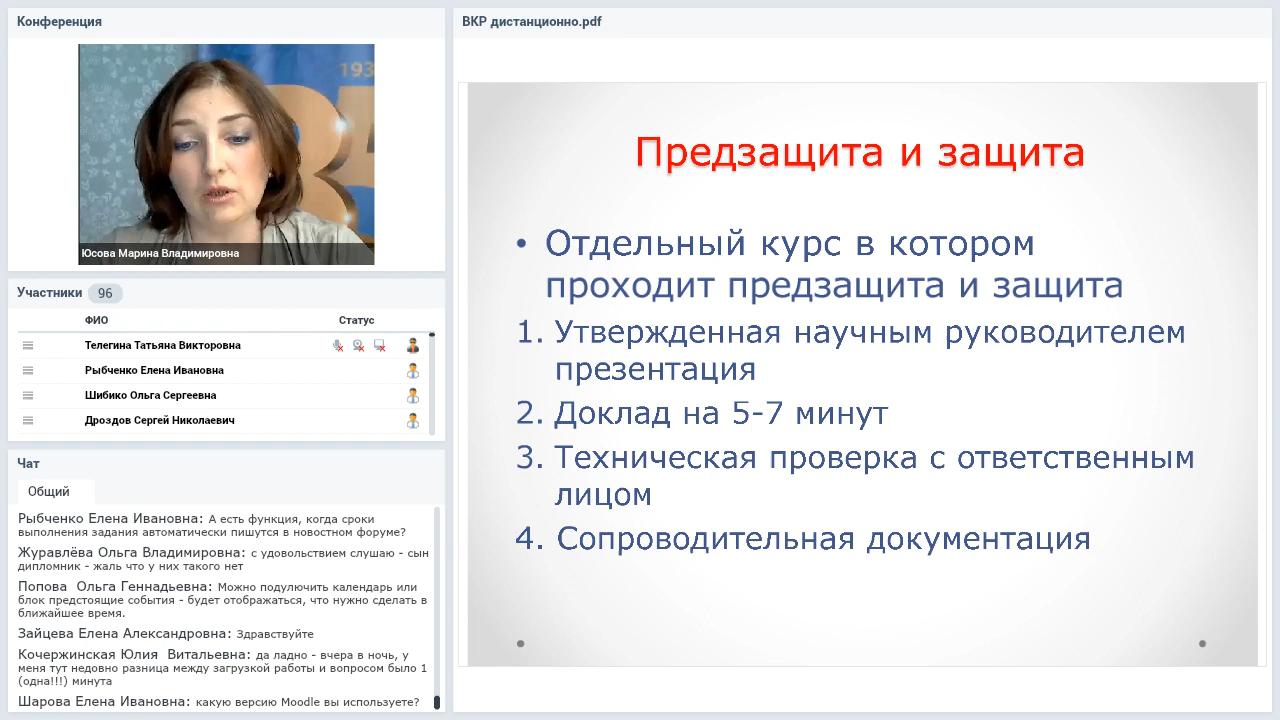 Конференция
193
Юсова Марина Владимировна
Участники 96
ФИО Статус
Телегина Татьяна Викторовна
Рыбченко Елена Ивановна
Шибико Ольга Сергеевна
Дроздов Сергей Николаевич
Чат
Общий
Рыбченко Елена Ивановна: А есть функция, когда сроки
выполнения задания автоматически пишутся в новостном форуме?
Журавлёва Ольга Владимировна: с удовольствием слушаю - сын
дипломник - жаль что у них такого нет
Попова Ольга Геннадьевна: Можно подулючить календарь или
блок предстоящие события - будет отображаться, что нужно сделать в
ближайшее время.
Зайцева Елена Александровна: Здравствуйте
Кочержинская Юлия Витальевна: да ладно - вчера в ночь, у
меня тут недовно разница между загрузкой работы и вопросом было 1
(одна!!!) минута
Шарова Елена Ивановна: какую версию Moodle вы используете?
ВКР дистанционно.pdf
Предзащита и защита
• Отдельный курс в котором
проходит предзащита и защита
1. Утвержденная научным руководителем
презентация
2. Доклад на 5-7 минут
3. Техническая проверка с ответственным
лицом
4. Сопроводительная документация